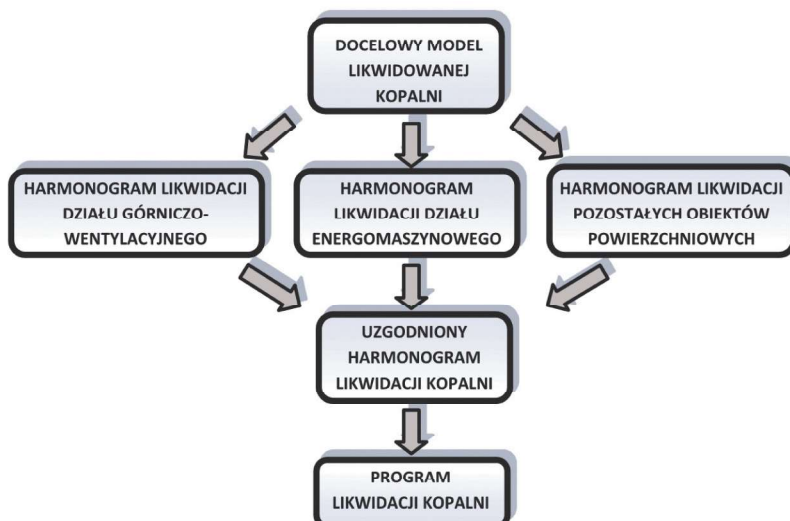 DOCELOWY MODEL
LIKWIDOWANEJ
KOPALNI
HARMONOGRAM LIKWIDACJI
DZIAŁU GÓRNICZO-
WENTYLACYJNEGO
HARMONOGRAM
LIKWIDACJI DZIAŁU
ENERGOMASZYNOWEGO
HARMONOGRAM LIKWIDACJI
POZOSTAŁYCH OBIEKTÓW
POWIERZCHNIOWYCH
UZGODNIONY
HARMONOGRAM
LIKWIDACJI KOPALNI
PROGRAM
LIKWIDACJI KOPALNI